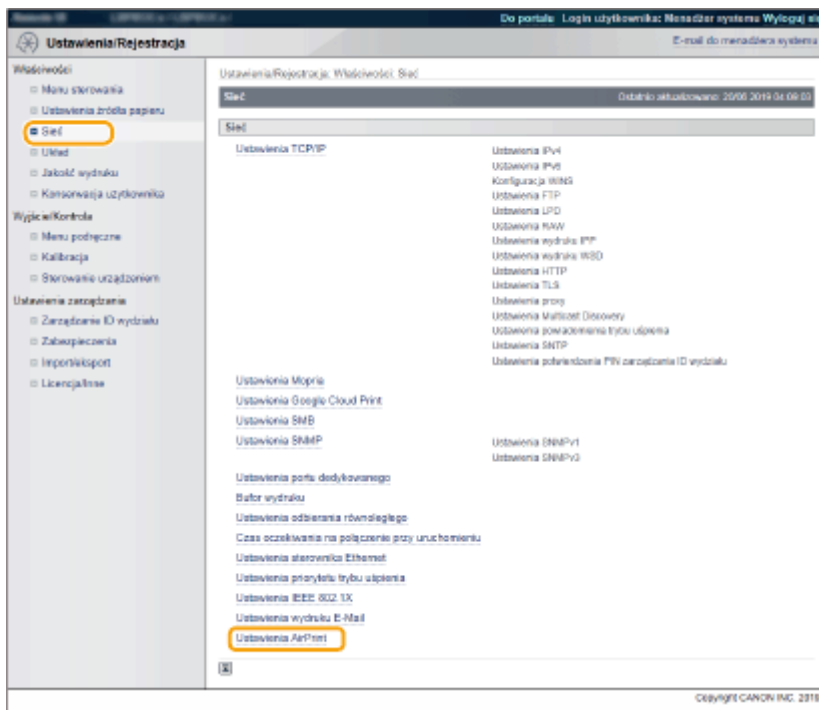 Do portalu Login użytkownika: Menadżer systemu Wyloguj się
Ustawienia/Rejestracja
E-mail do menadżera systemu
Właściwości
Menu sterowania
Ustawienia źródła papieru
Sieć
Układ
Jakość wydruku
Konserwacja użytkownika
Wyjście/Kontrola
Menu podręczne
Kalibracja
Sterowanie urządzeniem
Ustawienia zarządzania
Zarządzanie ID wydziału
Zabezpieczenia
Import/eksport
Licencja/Inne
Ustawienia/Rejestracja: Właściwości: Sieć
Sieć
Ostatnio aktualizowano: 20/06 2019 04:09:03
Sieć
Ustawienia TCP/IP
Ustawienia IPv4
Ustawienia IPv6
Konfiguracja WINS
Ustawienia FTP
Ustawienia LPD
Ustawienia RAW
Ustawienia wydruku IPP
Ustawienia wydruku WSD
Ustawienia HTTP
Ustawienia TLS
Ustawienia proxy
Ustawienia Multicast Discovery
Ustawienia powiadomienia trybu uśpienia
Ustawienia SNTP
Ustawienia potwierdzenia PIN zarządzania ID wydziału
Ustawienia Mopria
Ustawienia Google Cloud Print
Ustawienia SMB
Ustawienia SNMP
Ustawienia SNMPv1
Ustawienia SNMPv3
Ustawienia portu dedykowanego
Bufor wydruku
Ustawienia odbierania równoległego
Czas oczekiwania na połączenie przy uruchomieniu
Ustawienia sterownika Ethernet
Ustawienia priorytetu trybu uśpienia
Ustawienia IEEE 802.1X
Ustawienia wydruku E-Mail
Ustawienia AirPrint
Copyright CANON INC. 2018